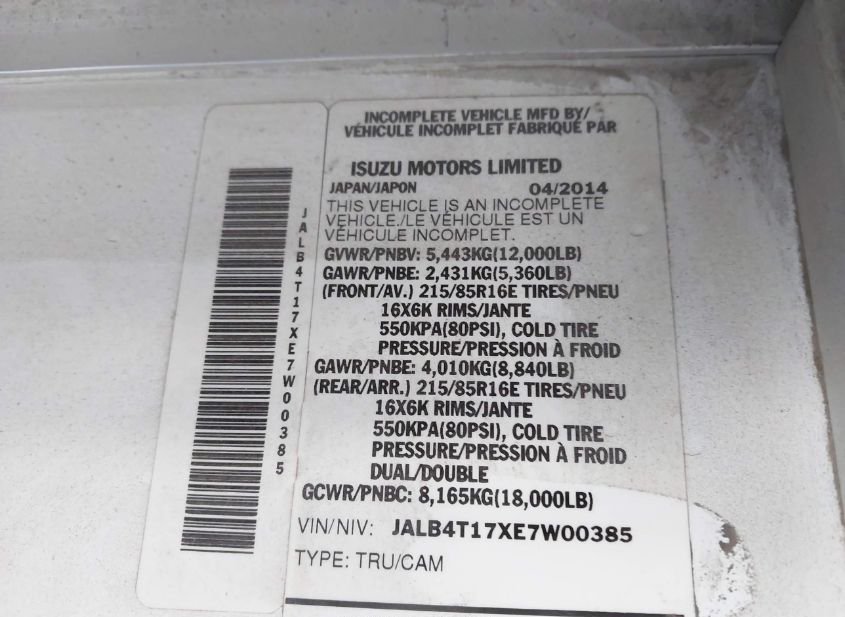 INCOMPLETE VEHICLE MFD BY/
VÉHICULE INCOMPLET FABRIQUÉ PAR
ISUZU MOTORS LIMITED
JAPAN/JAPON 04/2014
THIS VEHICLE IS AN INCOMPLETE
VEHICLE./LE VÉHICULE EST UN
VÉHICULE INCOMPLET.
GVWR/PNBV: 5,443KG(12,000LB)
GAWR/PNBE: 2,431KG(5,360LB)
(FRONT/AV.) 215/85R16E TIRES/PNEU
16X6K RIMS/JANTE
550KPA(80PSI), COLD TIRE
PRESSURE/PRESSION À FROID
GAWR/PNBE: 4,010KG(8,840LB)
(REAR/ARR.) 215/85R16E TIRES/PNEU
16X6K RIMS/JANTE
550KPA(80PSI), COLD TIRE
PRESSURE/PRESSION À FROID
DUAL/DOUBLE
GCWR/PNBC: 8,165KG(18,000LB)
VIN/NIV: JALB4T17XE7W00385
TYPE: TRU/CAM
JALB4T17XE7W00385